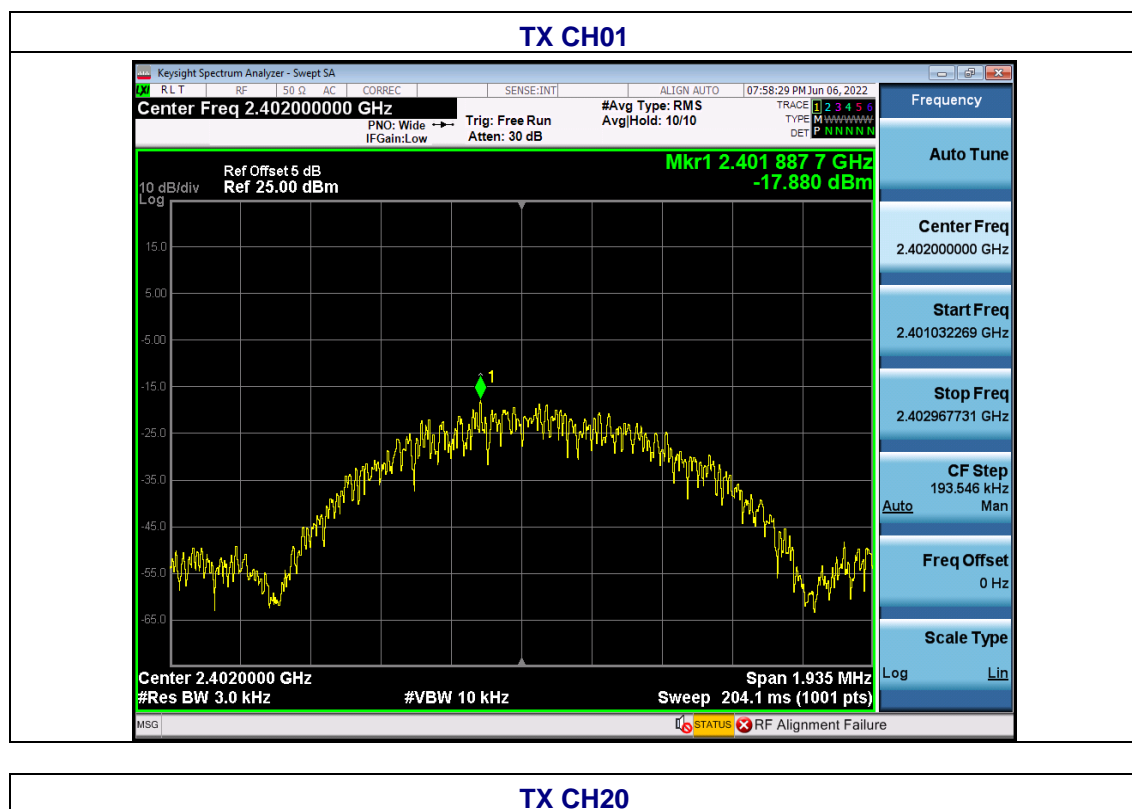 TX CH01
Keysight Spectrum Analyzer - Swept SA
LXI RLT RF 50 Ω AC CORREC SENSE:INT ALIGN AUTO 07:58:29 PM Jun 06, 2022
Center Freq 2.402000000 GHz
PNO: Wide
IFGain:Low
Trig: Free Run
Atten: 30 dB
#Avg Type: RMS
Avg|Hold: 10/10
TRACE 1 2 3 4 5 6
TYPE M WWWWW
DET P N N N N N
Mkr1 2.401 887 7 GHz
-17.880 dBm
Ref Offset 5 dB
10 dB/div Ref 25.00 dBm
Log
15.0
5.00
-5.00
-15.0
-25.0
-35.0
-45.0
-55.0
-65.0
1
Center 2.4020000 GHz Span 1.935 MHz
#Res BW 3.0 kHz #VBW 10 kHz Sweep 204.1 ms (1001 pts)
MSG STATUS RF Alignment Failure
Frequency
Auto Tune
Center Freq
2.402000000 GHz
Start Freq
2.401032269 GHz
Stop Freq
2.402967731 GHz
CF Step
193.546 kHz
Auto Man
Freq Offset
0 Hz
Scale Type
Log Lin
TX CH20